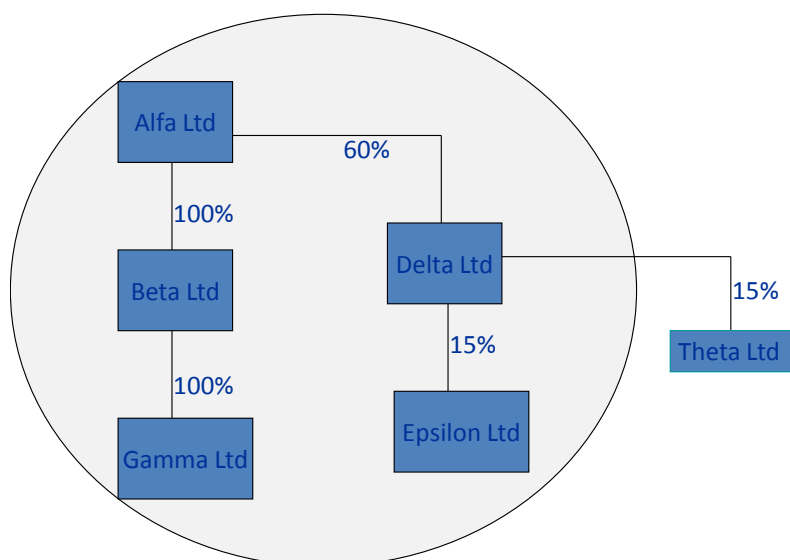 Alfa Ltd
60%
100%
Beta Ltd
Delta Ltd
15%
Theta Ltd
15%
100%
Gamma Ltd
Epsilon Ltd